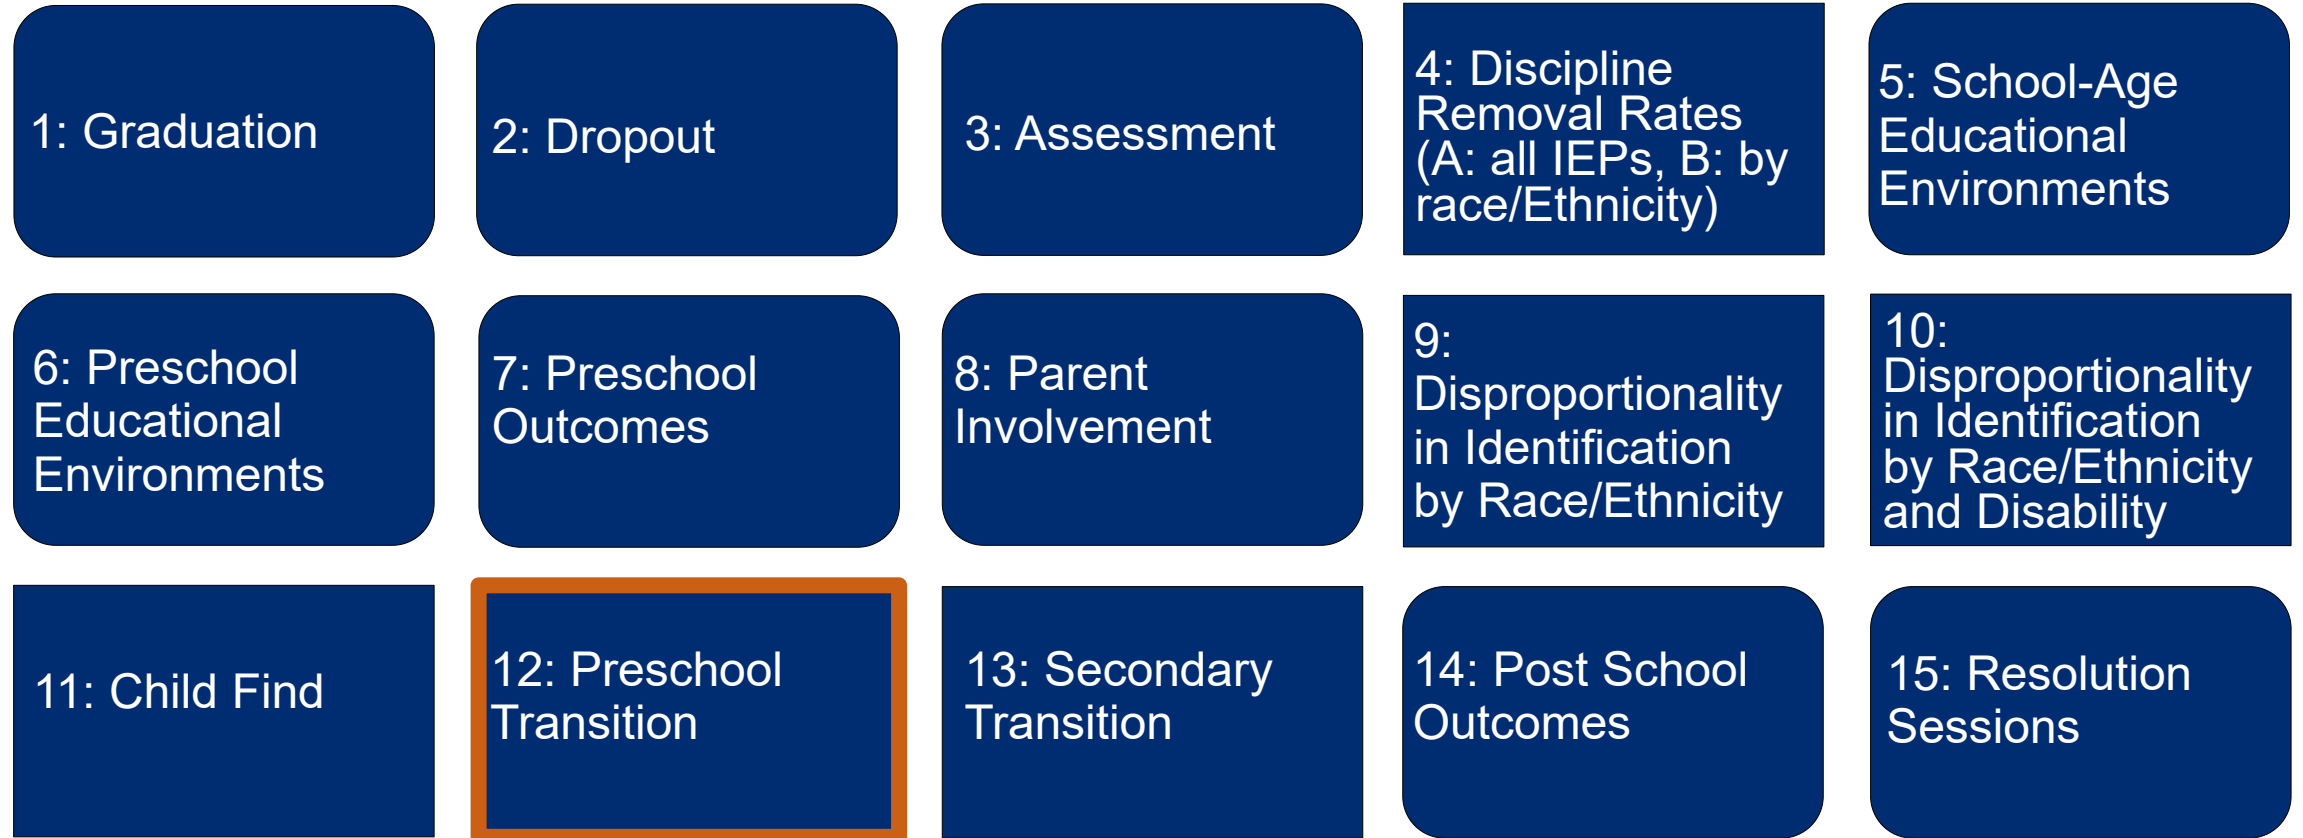 1: Graduation
2: Dropout
3: Assessment
4: Discipline
Removal Rates
(A: all IEPs, B: by
race/Ethnicity)
5: School-Age
Educational
Environments
6: Preschool
Educational
Environments
7: Preschool
Outcomes
8: Parent
Involvement
9:
Disproportionality
in Identification
by Race/Ethnicity
10:
Disproportionality
in Identification
by Race/Ethnicity
and Disability
11: Child Find
12: Preschool
Transition
13: Secondary
Transition
14: Post School
Outcomes
15: Resolution
Sessions